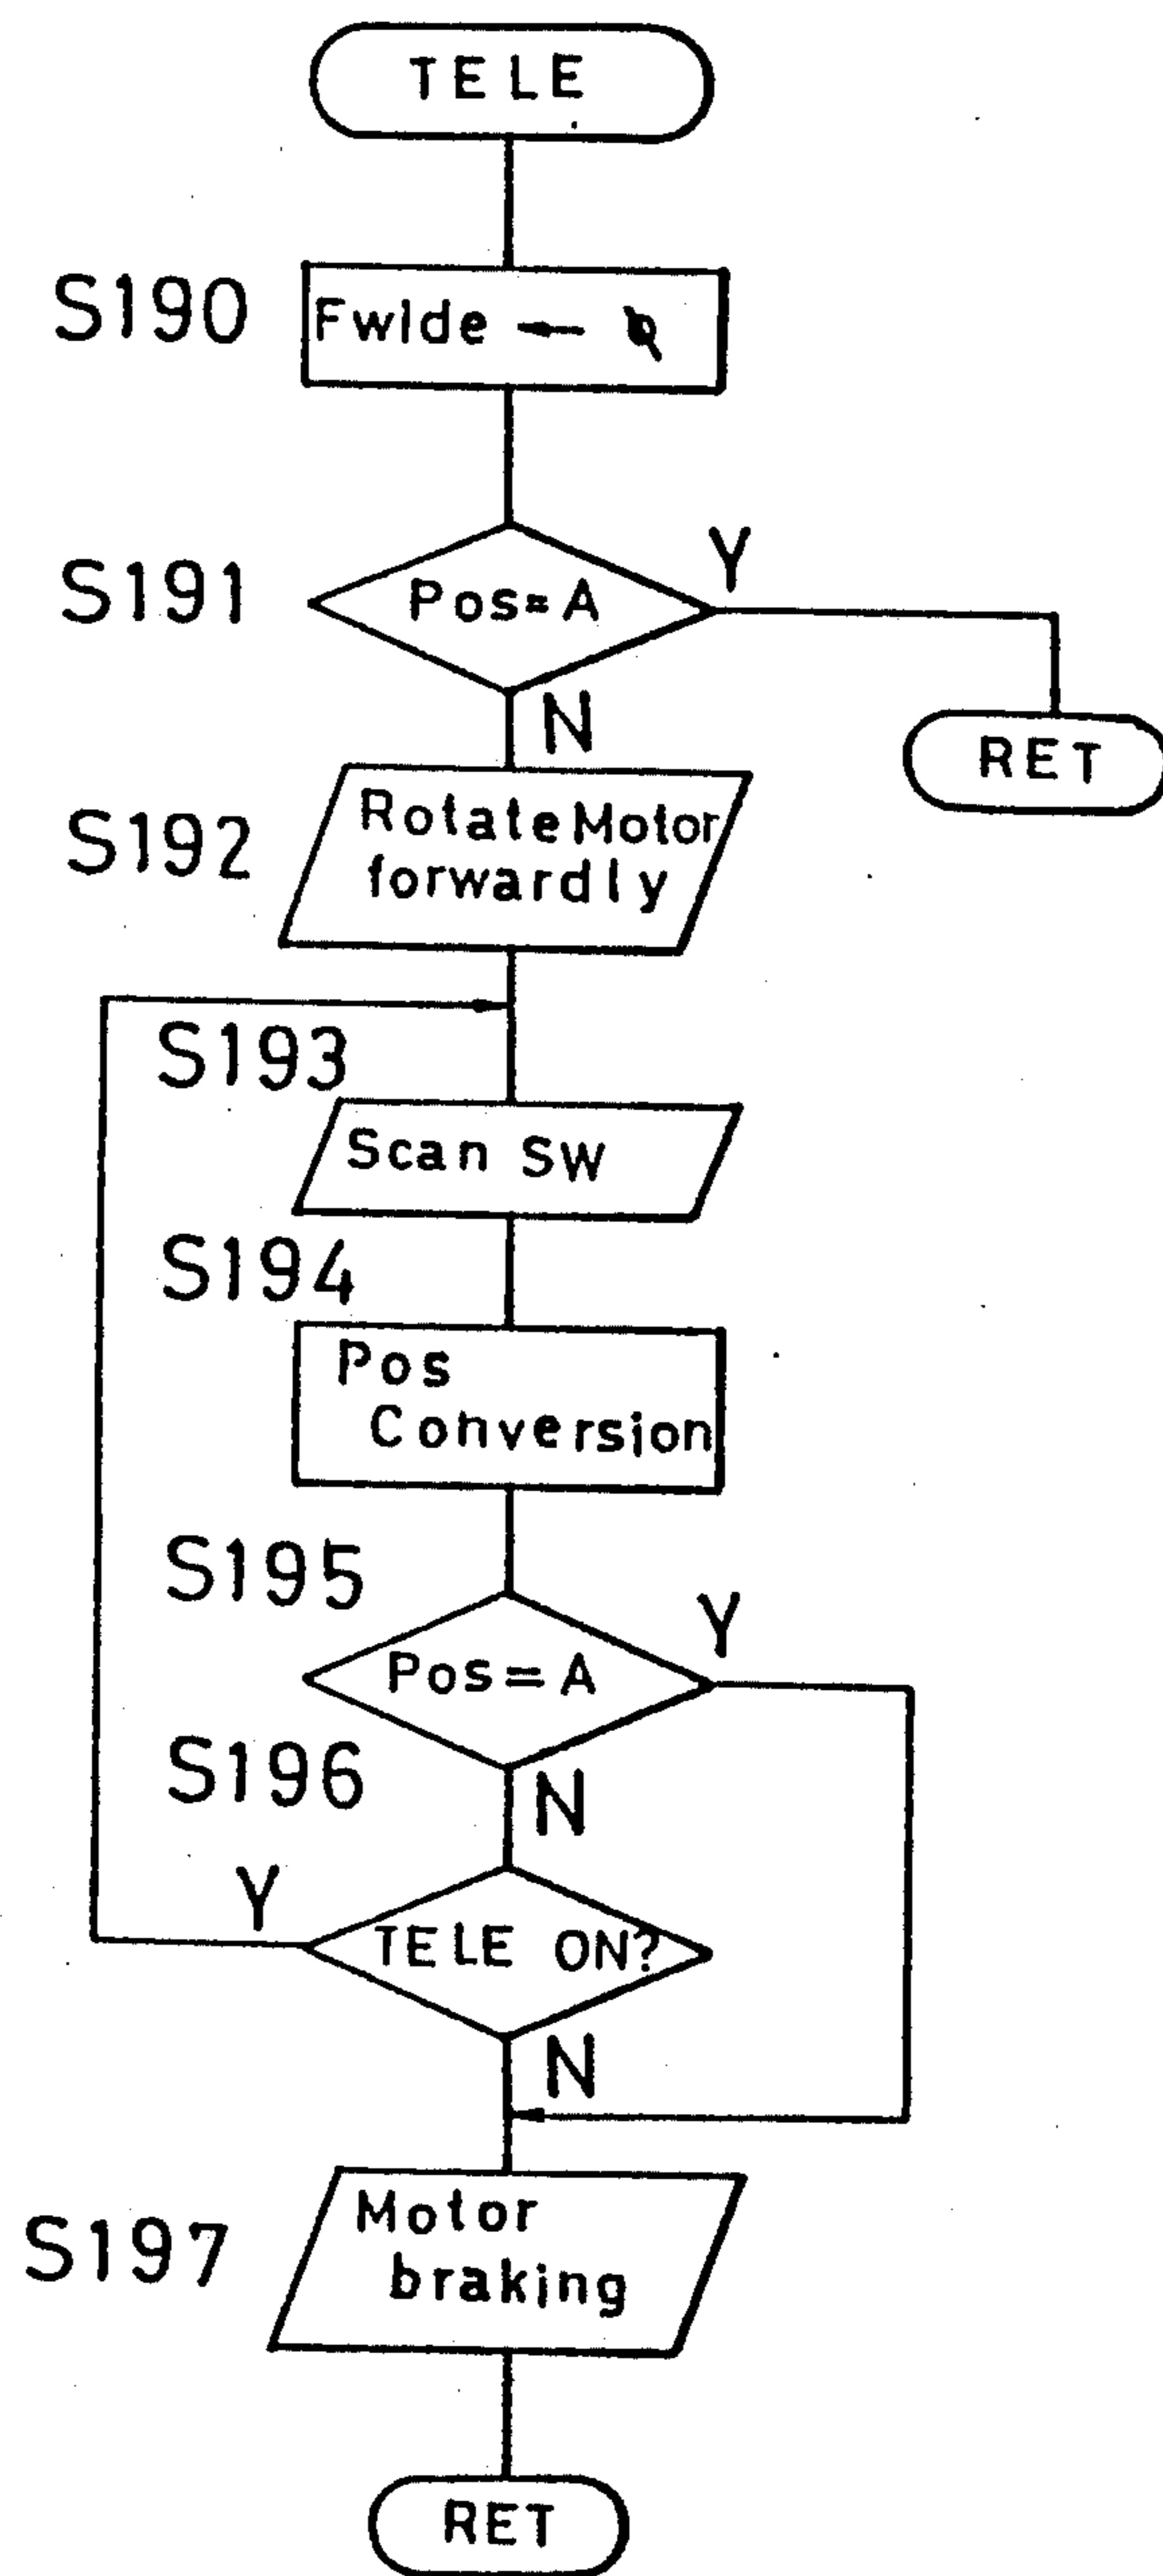 TELE
S190
Fwide ← 0
S191
Pos=A
Y
N
RET
S192
Rotate Motor
forwardly
S193
Scan SW
S194
Pos
Conversion
S195
Pos=A
Y
S196
N
Y
TELE ON?
N
S197
Motor
braking
RET